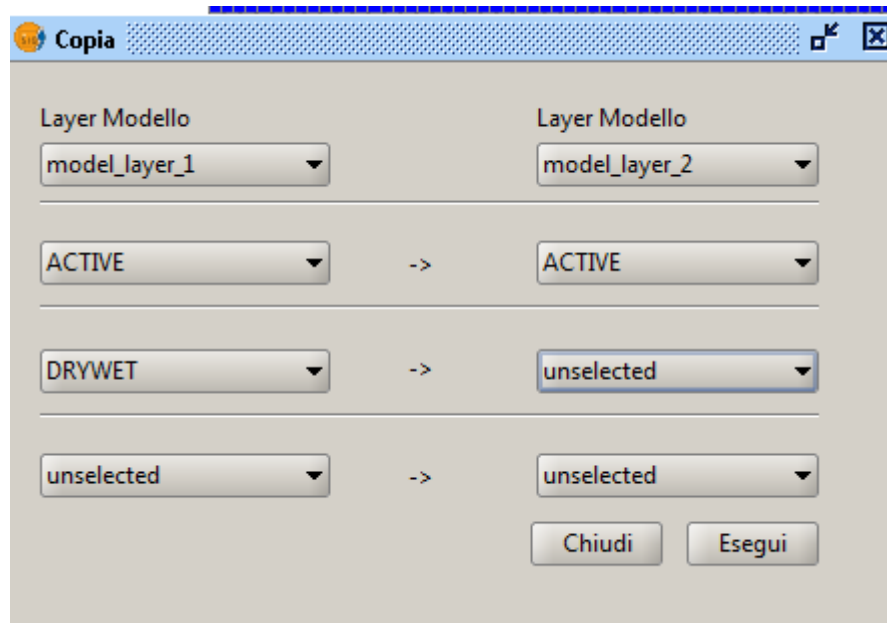 Copia
Layer Modello Layer Modello
model_layer_1 model_layer_2
ACTIVE -> ACTIVE
DRYWET -> unselected
unselected -> unselected
Chiudi Esegui